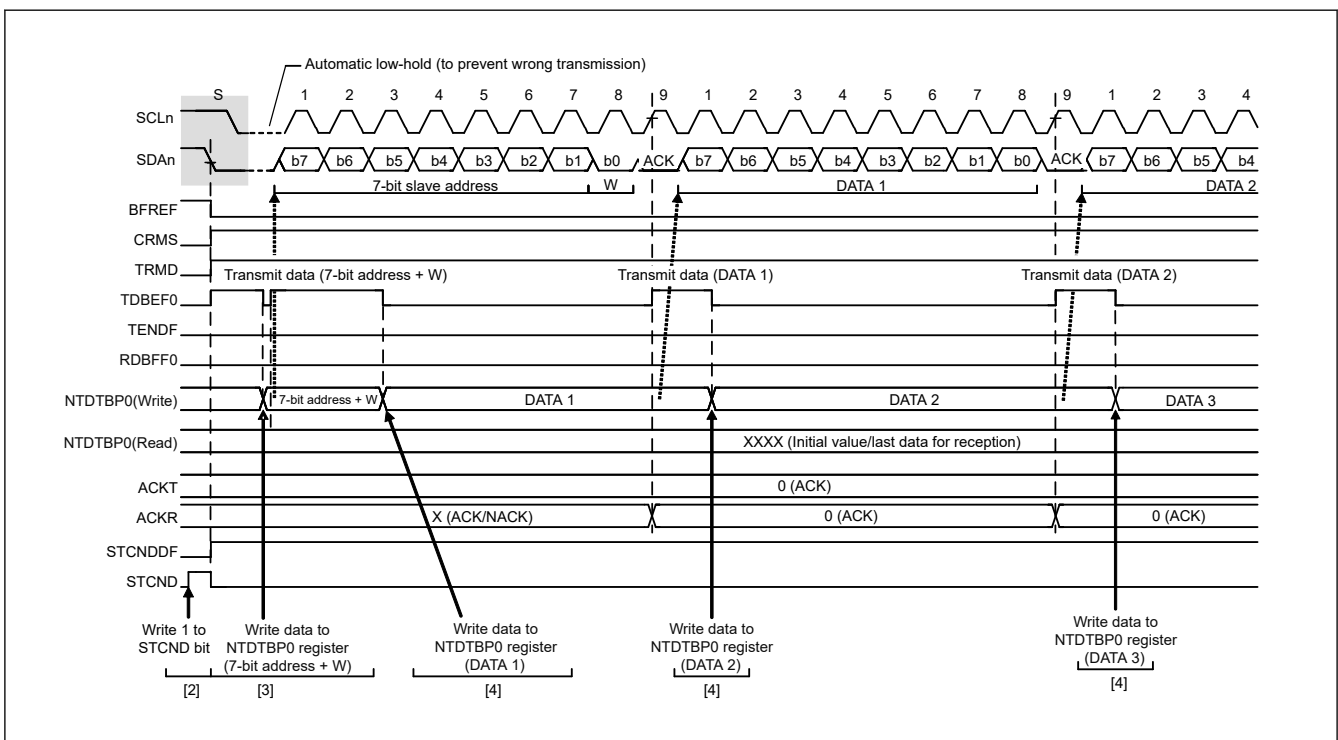 Automatic low-hold (to prevent wrong transmission)
S 1 2 3 4 5 6 7 8 9 1 2 3 4 5 6 7 8 9 1 2 3 4
SCLn
SDAn b7 b6 b5 b4 b3 b2 b1 b0 ACK b7 b6 b5 b4 b3 b2 b1 b0 ACK b7 b6 b5 b4
7-bit slave address W DATA 1 DATA 2
BFREF
CRMS
TRMD Transmit data (7-bit address + W) Transmit data (DATA 1) Transmit data (DATA 2)
TDBEF0
TENDF
RDBFF0
NTDTBP0(Write) 7-bit address + W DATA 1 DATA 2 DATA 3
NTDTBP0(Read) XXXX (Initial value/last data for reception)
ACKT 0 (ACK)
ACKR X (ACK/NACK) 0 (ACK) 0 (ACK)
STCNDDF
STCND
Write 1 to
STCND bit
[2]
Write data to
NTDTBP0 register
(7-bit address + W)
[3]
Write data to
NTDTBP0 register
(DATA 1)
[4]
Write data to
NTDTBP0 register
(DATA 2)
[4]
Write data to
NTDTBP0 register
(DATA 3)
[4]